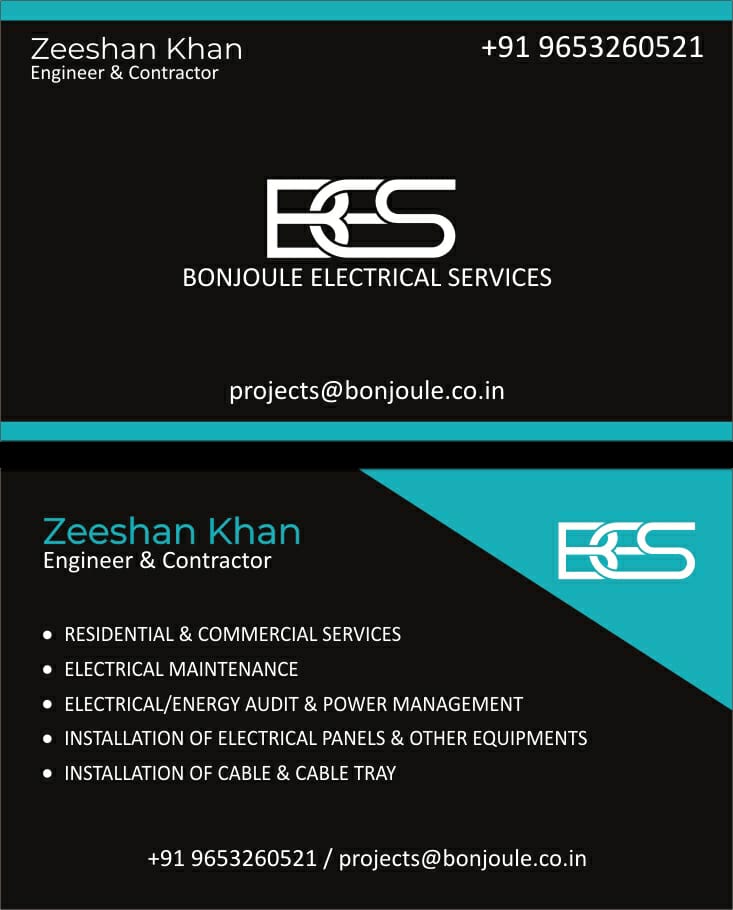 Zeeshan Khan
+91 9653260521
Engineer & Contractor
BES
BONJOULE ELECTRICAL SERVICES
projects@bonjoule.co.in
Zeeshan Khan
BES
Engineer & Contractor
• RESIDENTIAL & COMMERCIAL SERVICES
• ELECTRICAL MAINTENANCE
• ELECTRICAL/ENERGY AUDIT & POWER MANAGEMENT
• INSTALLATION OF ELECTRICAL PANELS & OTHER EQUIPMENTS
• INSTALLATION OF CABLE & CABLE TRAY
+91 9653260521 / projects@bonjoule.co.in